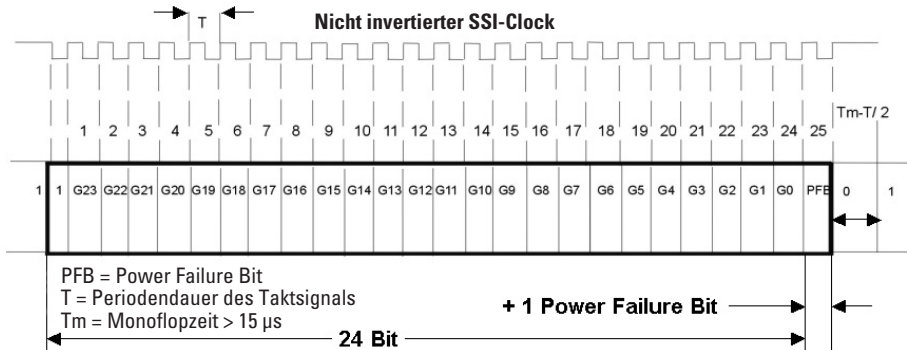 T
Nicht invertierter SSI-Clock
1 2 3 4 5 6 7 8 9 10 11 12 13 14 15 16 17 18 19 20 21 22 23 24 25
Tm-T/ 2
1 1 G23 G22 G21 G20 G19 G18 G17 G16 G15 G14 G13 G12 G11 G10 G9 G8 G7 G6 G5 G4 G3 G2 G1 G0 PFB 0 1
PFB = Power Failure Bit
T = Periodendauer des Taktsignals
Tm = Monoflopzeit > 15 µs
+ 1 Power Failure Bit
24 Bit